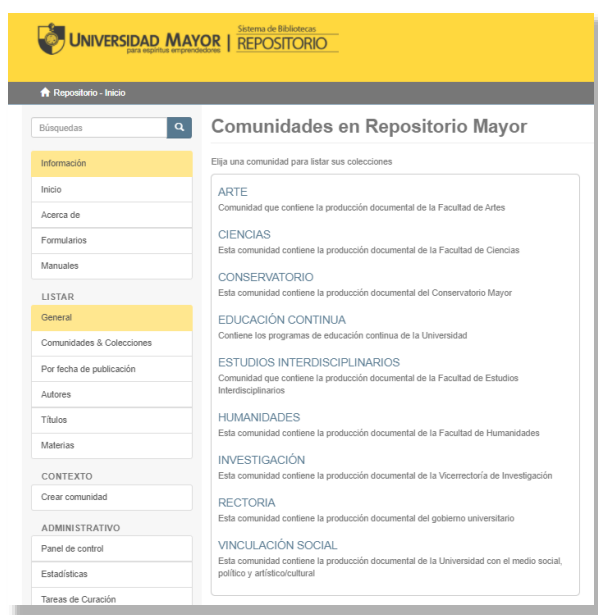 UNIVERSIDAD MAYOR
para espíritus emprendedores
Sistema de Bibliotecas
REPOSITORIO
Repositorio - Inicio
Búsquedas
Información
Inicio
Acerca de
Formularios
Manuales
LISTAR
General
Comunidades & Colecciones
Por fecha de publicación
Autores
Títulos
Materias
CONTEXTO
Crear comunidad
ADMINISTRATIVO
Panel de control
Estadísticas
Tareas de Curación
Comunidades en Repositorio Mayor
Elija una comunidad para listar sus colecciones
ARTE
Comunidad que contiene la producción documental de la Facultad de Artes
CIENCIAS
Esta comunidad contiene la producción documental de la Facultad de Ciencias
CONSERVATORIO
Esta comunidad contiene la producción documental del Conservatorio Mayor
EDUCACIÓN CONTINUA
Contiene los programas de educación continua de la Universidad
ESTUDIOS INTERDISCIPLINARIOS
Comunidad que contiene la producción documental de la Facultad de Estudios
Interdisciplinarios
HUMANIDADES
Esta comunidad contiene la producción documental de la Facultad de Humanidades
INVESTIGACIÓN
Esta comunidad contiene la producción documental de la Vicerrectoría de Investigación
RECTORIA
Esta comunidad contiene la producción documental del gobierno universitario
VINCULACIÓN SOCIAL
Esta comunidad contiene la producción documental de la Universidad con el medio social,
político y artístico/cultural